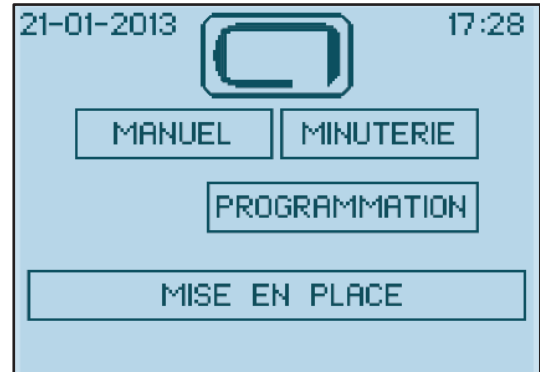 21-01-2013 17:28
MANUEL MINUTERIE
PROGRAMMATION
MISE EN PLACE